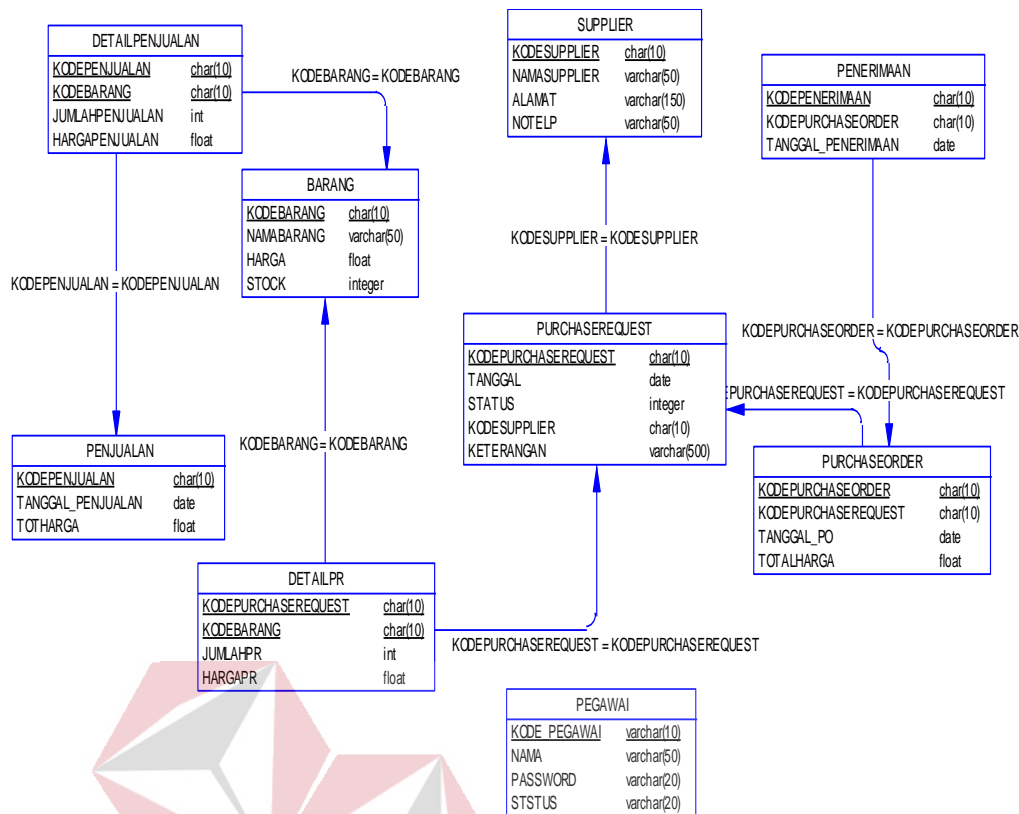 DETAILPENJUALAN
KODEPENJUALAN char(10)
KODEBARANG char(10)
JUMLAHPENJUALAN int
HARGAPENJUALAN float
KODEBARANG = KODEBARANG
SUPPLIER
KODESUPPLIER char(10)
NAMASUPPLIER varchar(50)
ALAMAT varchar(150)
NOTELP varchar(50)
PENERIMAAN
KODEPENERIMAAN char(10)
KODEPURCHASEORDER char(10)
TANGGAL_PENERIMAAN date
BARANG
KODEBARANG char(10)
NAMABARANG varchar(50)
HARGA float
STOCK integer
KODESUPPLIER = KODESUPPLIER
KODEPENJUALAN = KODEPENJUALAN
PURCHASEREQUEST
KODEPURCHASEREQUEST char(10)
TANGGAL date
STATUS integer
KODESUPPLIER char(10)
KETERANGAN varchar(500)
KODEPURCHASEORDER = KODEPURCHASEORDER
EPURCHASEREQUEST = KODEPURCHASEREQUEST
PENJUALAN
KODEPENJUALAN char(10)
TANGGAL_PENJUALAN date
TOTHARGA float
KODEBARANG = KODEBARANG
PURCHASEORDER
KODEPURCHASEORDER char(10)
KODEPURCHASEREQUEST char(10)
TANGGAL_PO date
TOTALHARGA float
DETAILPR
KODEPURCHASEREQUEST char(10)
KODEBARANG char(10)
JUMLAHPR int
HARGAPR float
KODEPURCHASEREQUEST = KODEPURCHASEREQUEST
PEGAWAI
KODE_PEGAWAI varchar(10)
NAMA varchar(50)
PASSWORD varchar(20)
STSTUS varchar(20)